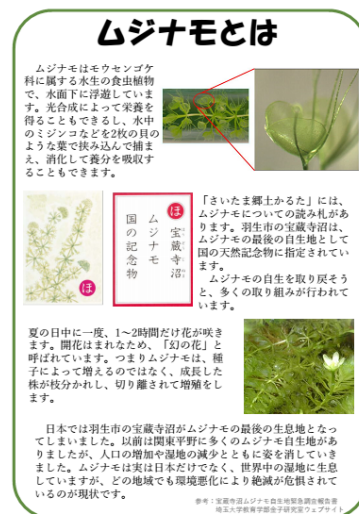 ムジナモとは
ムジナモはモウセンゴケ
科に属する水生の食虫植物
で、水面下に浮遊していま
す。光合成によって栄養を
得ることもできるし、水中
のミジンコなどを2枚の貝の
ような葉で挟み込んで捕ま
え、消化して養分を吸収す
ることもできます。
ほ
ほ
宝蔵寺沼
ムジナモ
国の記念物
「さいたま郷土かるた」には、
ムジナモについての読み札があ
ります。羽生市の宝蔵寺沼は、
ムジナモの最後の自生地として
国の天然記念物に指定されてい
ます。
ムジナモの自生を取り戻そう
と、多くの取り組みが行われて
います。
夏の日中に一度、1～2時間だけ花が咲き
ます。開花はまれなため、「幻の花」と
呼ばれています。つまりムジナモは、種
子によって増えるのではなく、成長した
株が枝分かれし、切り離されて増殖をし
ます。
日本では羽生市の宝蔵寺沼がムジナモの最後の生息地となっ
てしまいました。以前は関東平野に多くのムジナモ自生地があ
りましたが、人口の増加や湿地の減少とともに姿を消していき
ました。ムジナモは実は日本だけでなく、世界中の湿地に生息
していますが、どの地域でも環境悪化により絶滅が危惧されて
いるのが現状です。
参考：宝蔵寺沼ムジナモ自生地緊急調査報告書
埼玉大学教育学部金子研究室ウェブサイト